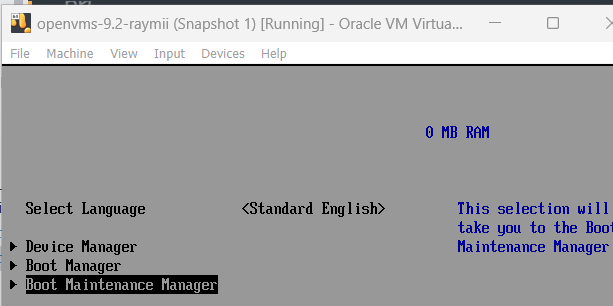 openvms-9.2-raymii (Snapshot 1) [Running] - Oracle VM Virtua...
File Machine View Input Devices Help
0 MB RAM
Select Language <Standard English> This selection will
take you to the Boot
Device Manager Maintenance Manager
Boot Manager
Boot Maintenance Manager